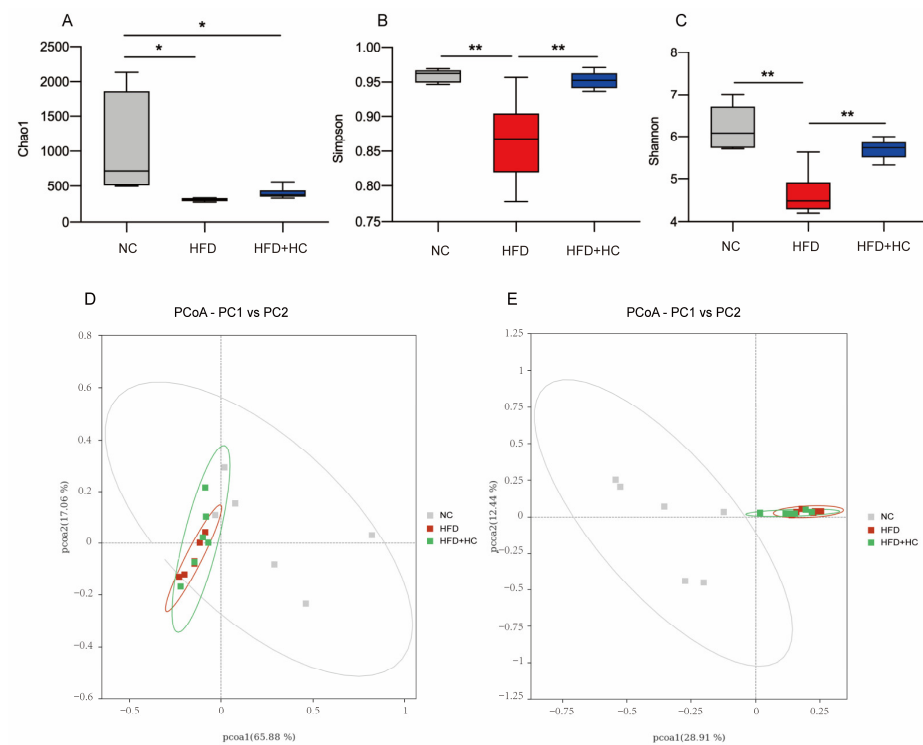 A
B
C
*
*
2500
2000
1500
1000
500
0
Chao1
NC
HFD
HFD+HC
**
**
1.00
0.95
0.90
0.85
0.80
0.75
Simpson
NC
HFD
HFD+HC
**
**
8
7
6
5
4
Shannon
NC
HFD
HFD+HC
D
PCoA - PC1 vs PC2
0.8
0.6
0.4
0.2
0
−0.2
−0.4
−0.6
pcoa2(17.06 %)
−0.5
0
0.5
1
pcoa1(65.88 %)
NC
HFD
HFD+HC
E
PCoA - PC1 vs PC2
1.25
1
0.75
0.5
0.25
0
−0.25
−0.5
−0.75
−1
−1.25
pcoa2(12.44 %)
−0.75
−0.5
−0.25
0
0.25
pcoa1(28.91 %)
NC
HFD
HFD+HC